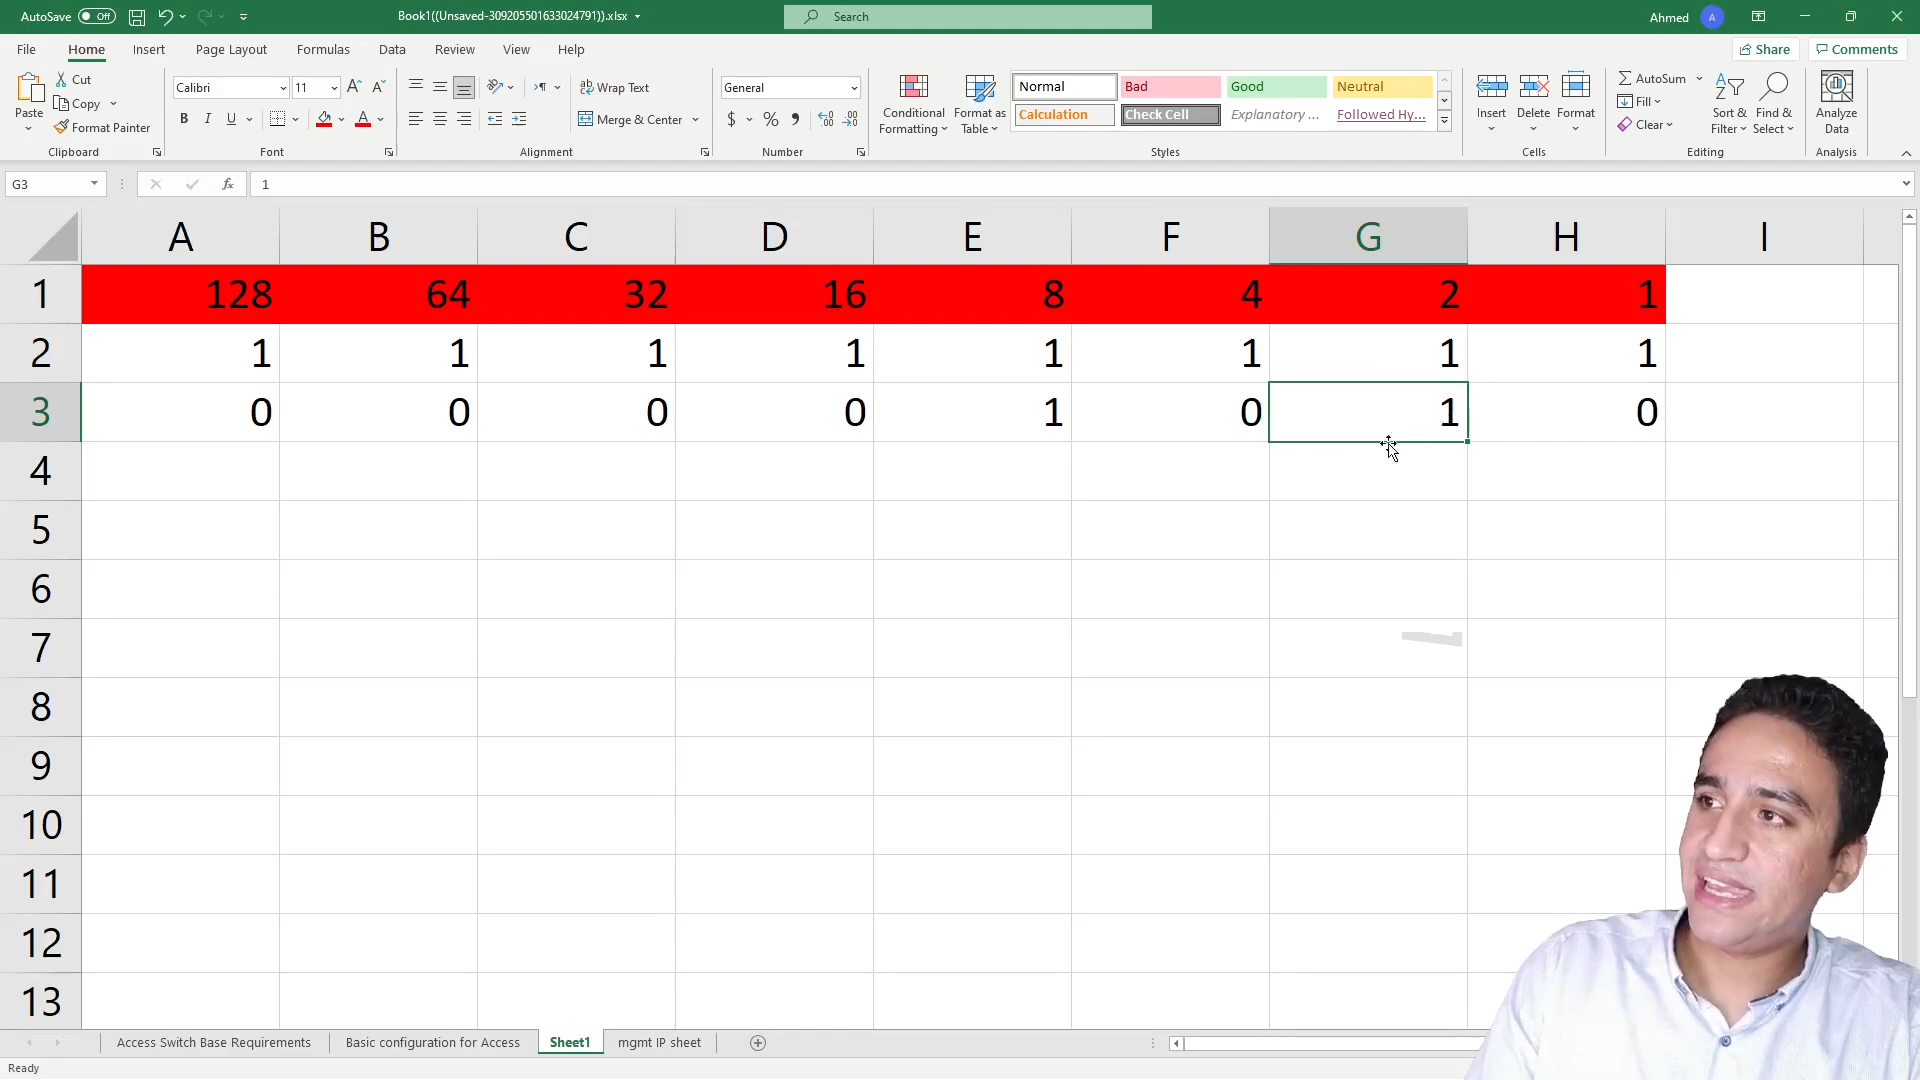 AutoSave Off Book1((Unsaved-309205501633024791)).xlsx Search Ahmed A
File Home Insert Page Layout Formulas Data Review View Help Share Comments
Paste Cut Copy Format Painter
Clipboard
Calibri 11 A A
B I U A
Font
Wrap Text
Merge & Center
Alignment
General
$ % 9
Number
Conditional Formatting
Format as Table
Normal Bad Good Neutral
Calculation Check Cell Explanatory ... Followed Hy...
Styles
Insert Delete Format
Cells
AutoSum
Fill
Clear
Sort & Filter
Find & Select
Editing
Analyze Data
Analysis
G3 fx 1
A B C D E F G H I
1 128 64 32 16 8 4 2 1
2 1 1 1 1 1 1 1 1
3 0 0 0 0 1 0 1 0
4
5
6
7
8
9
10
11
12
13
Access Switch Base Requirements Basic configuration for Access Sheet1 mgmt IP sheet
Ready